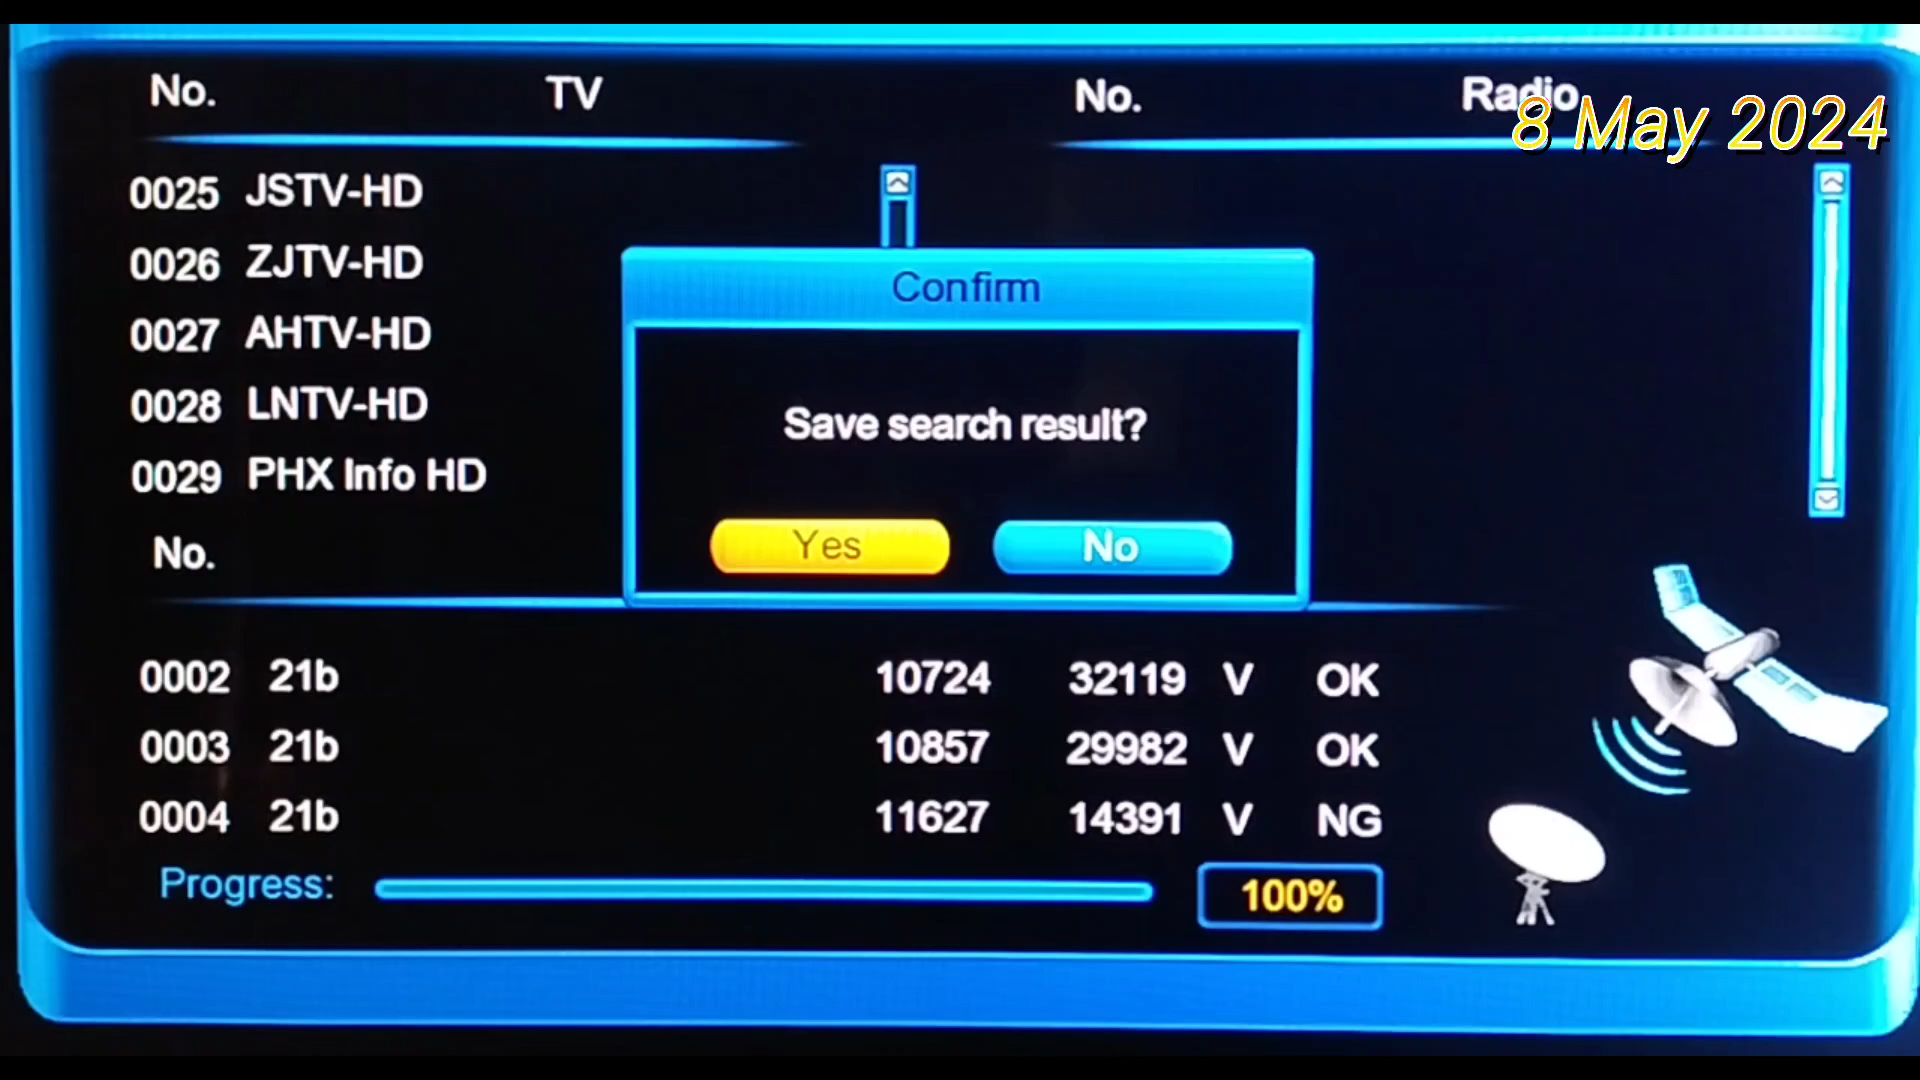 No. TV No. Radio
8 May 2024
0025 JSTV-HD
0026 ZJTV-HD
0027 AHTV-HD
0028 LNTV-HD
0029 PHX Info HD
Confirm
Save search result?
Yes No
No.
0002 21b 10724 32119 V OK
0003 21b 10857 29982 V OK
0004 21b 11627 14391 V NG
Progress: 100%